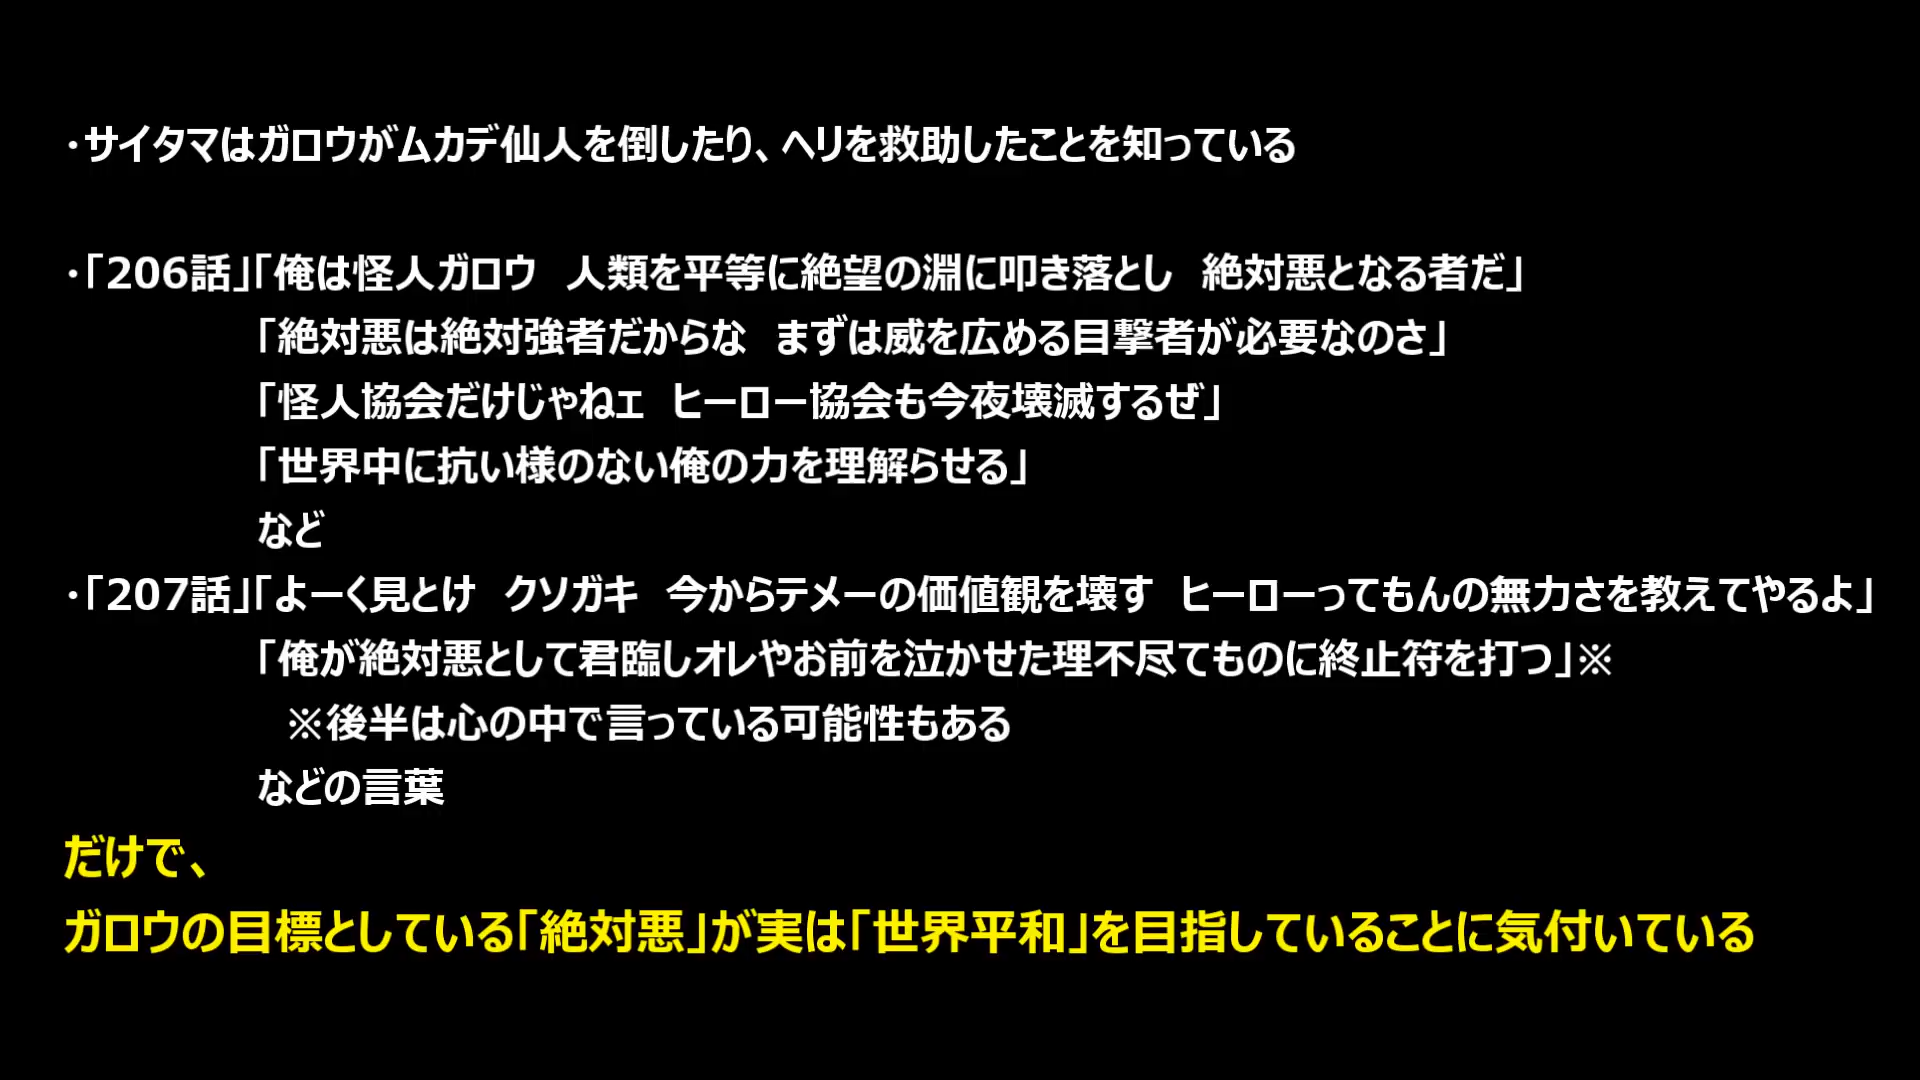 ・サイタマはガロウがムカデ仙人を倒したり、ヘリを救助したことを知っている
・「206話」「俺は怪人ガロウ　人類を平等に絶望の淵に叩き落とし　絶対悪となる者だ」
「絶対悪は絶対強者だからな　まずは威を広める目撃者が必要なのさ」
「怪人協会だけじゃねェ　ヒーロー協会も今夜壊滅するぜ」
「世界中に抗い様のない俺の力を理解らせる」
など
・「207話」「よーく見とけ　クソガキ　今からテメーの価値観を壊す　ヒーローってもんの無力さを教えてやるよ」
「俺が絶対悪として君臨しオレやお前を泣かせた理不尽てものに終止符を打つ」※
※後半は心の中で言っている可能性もある
などの言葉
だけで、
ガロウの目標としている「絶対悪」が実は「世界平和」を目指していることに気付いている